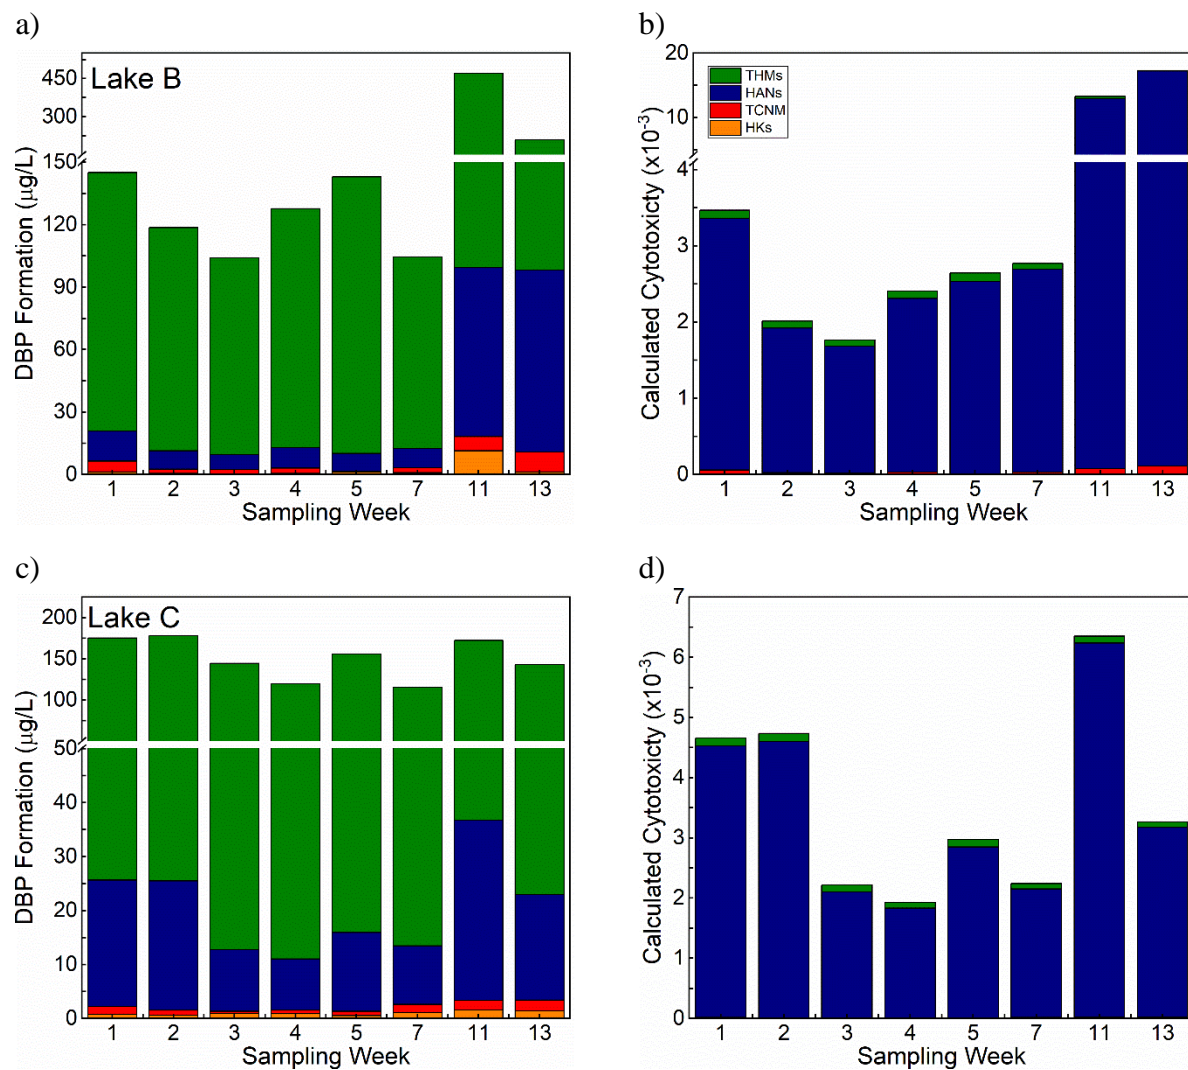 a)
Lake B
450
300
150
120
90
60
30
0
DBP Formation (µg/L)
1 2 3 4 5 7 11 13
Sampling Week
b)
20
10
4
3
2
1
0
Calculated Cytotoxicty (x10⁻³)
THMs
HANs
TCNM
HKs
1 2 3 4 5 7 11 13
Sampling Week
c)
Lake C
200
150
100
50
50
40
30
20
10
0
DBP Formation (µg/L)
1 2 3 4 5 7 11 13
Sampling Week
d)
7
6
5
4
3
2
1
0
Calculated Cytotoxicty (x10⁻³)
1 2 3 4 5 7 11 13
Sampling Week